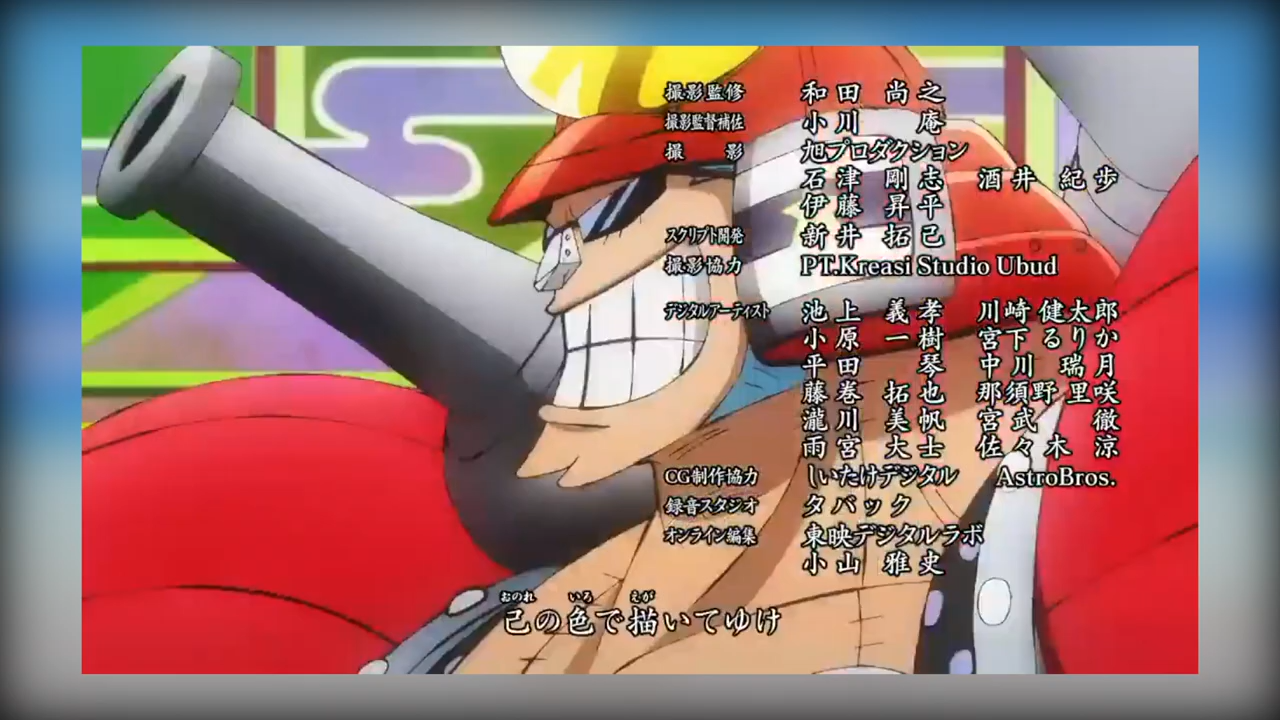 撮影監修 和田 尚之
撮影監督補佐 小川 庵
撮影 旭プロダクション
石津 剛志 酒井 紀歩
伊藤 昇平
スクリプト開発 新井 拓己
撮影協力 PT.Kreasi Studio Ubud
デジタルアーティスト 池上 義孝 川崎 健太郎
小原 一樹 宮下 るりか
平田 琴 中川 瑞月
藤巻 拓也 那須野 里咲
瀧川 美帆 宮武 徹
雨宮 大士 佐々木 涼
CG制作協力 しいたけデジタル AstroBros.
録音スタジオ タバック
オンライン編集 東映デジタルラボ
小山 雅史
おのれ いろ えが
己の色で描いてゆけ